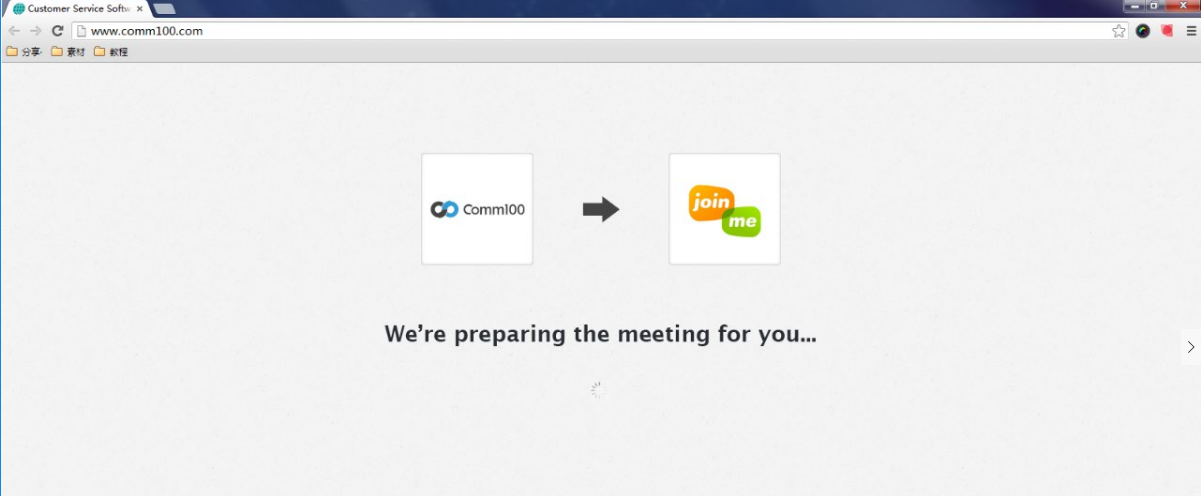 Customer Service Softw
www.comm100.com
分享 素材 教程
Comm100
join
me
We're preparing the meeting for you...